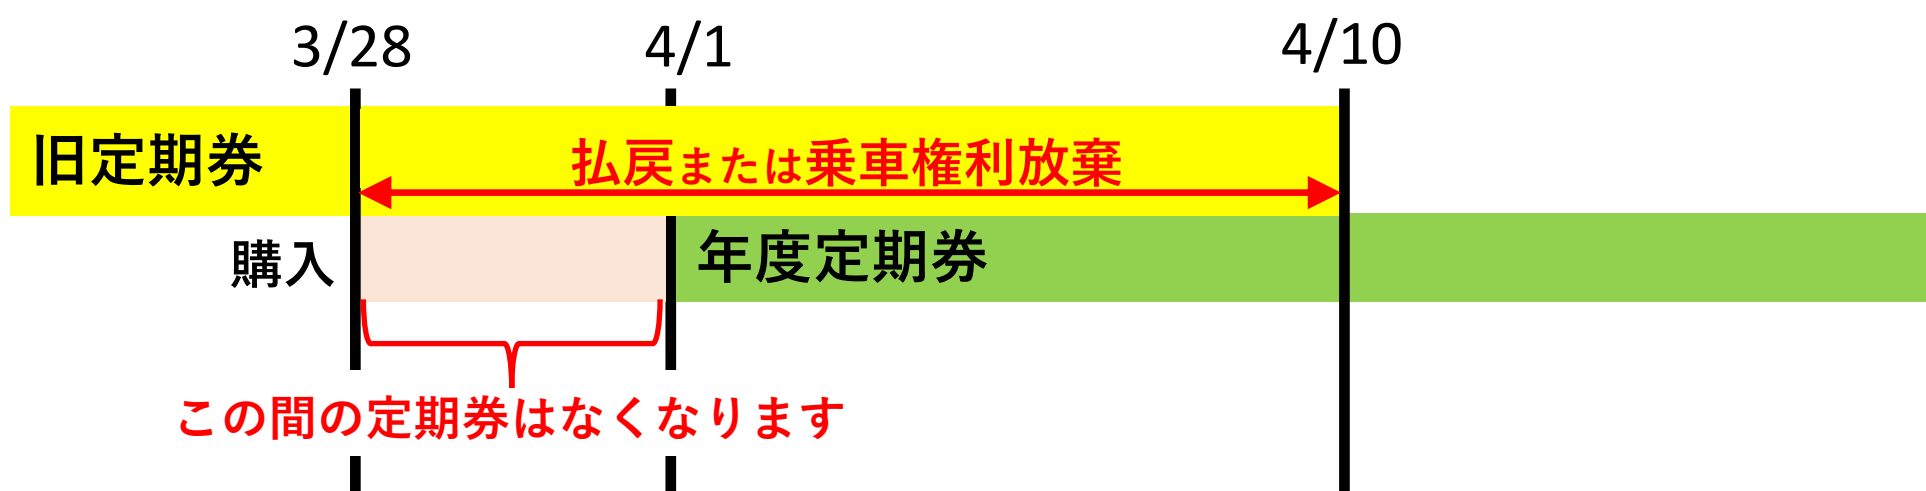 3/28
4/1
4/10
旧定期券
払戻または乗車権利放棄
購入
年度定期券
この間の定期券はなくなります